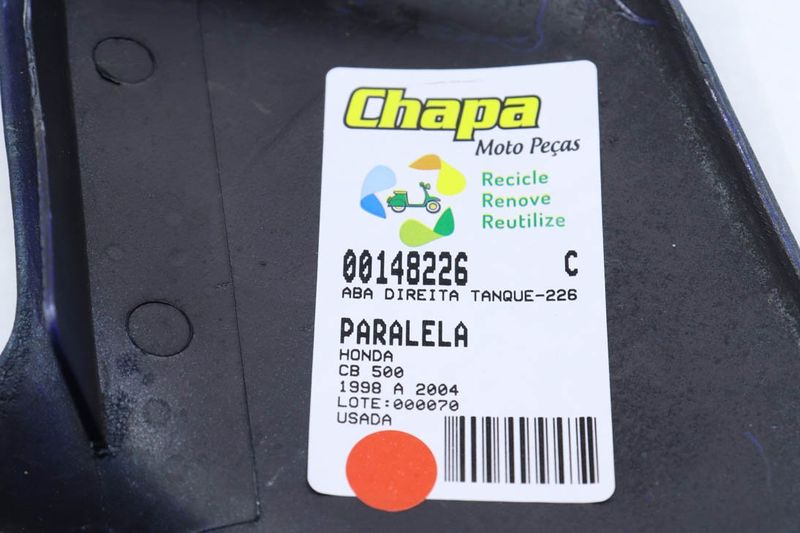 Chapa
Moto Peças
Recicle
Renove
Reutilize
00148226 C
ABA DIREITA TANQUE-226
PARALELA
HONDA
CB 500
1998 A 2004
LOTE:000070
USADA